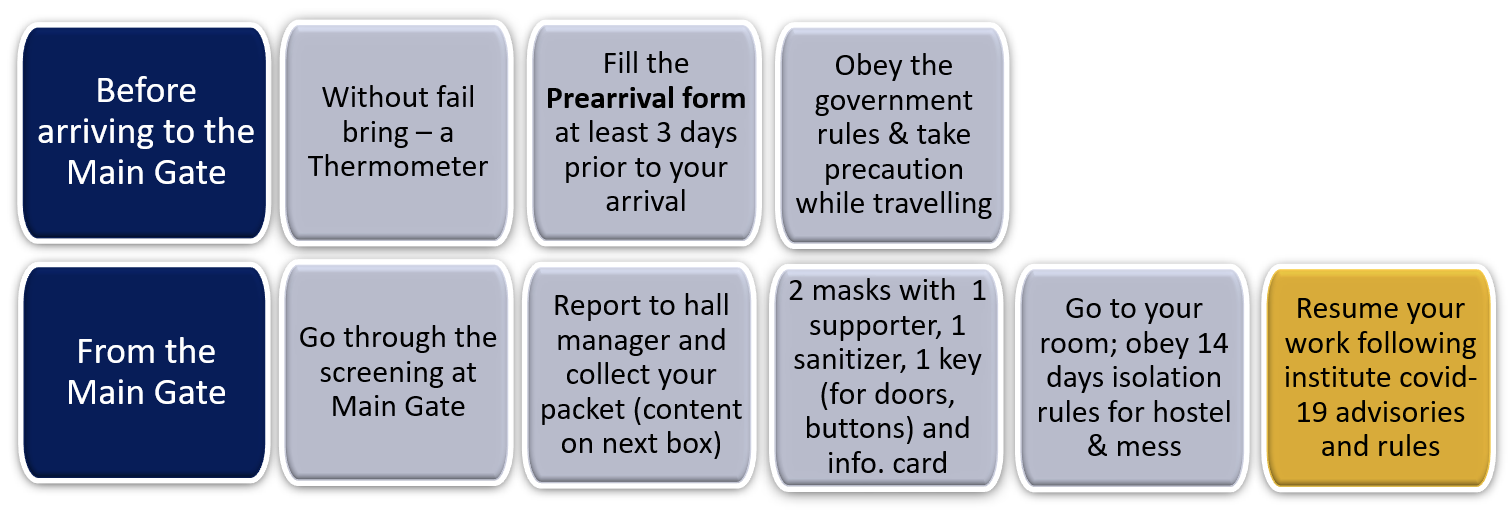 Before
arriving to the
Main Gate
Without fail
bring – a
Thermometer
Fill the
Prearrival form
at least 3 days
prior to your
arrival
Obey the
government
rules & take
precaution
while travelling
From the
Main Gate
Go through the
screening at
Main Gate
Report to hall
manager and
collect your
packet (content
on next box)
2 masks with  1
supporter, 1
sanitizer, 1 key
(for doors,
buttons) and
info. card
Go to your
room; obey 14
days isolation
rules for hostel
& mess
Resume your
work following
institute covid-
19 advisories
and rules